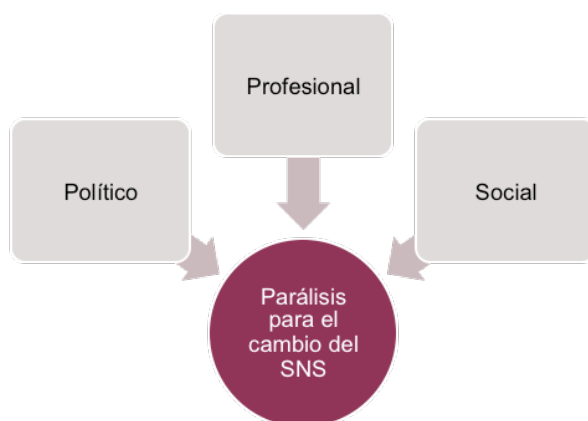 Profesional
Político
Social
Parálisis
para el
cambio del
SNS